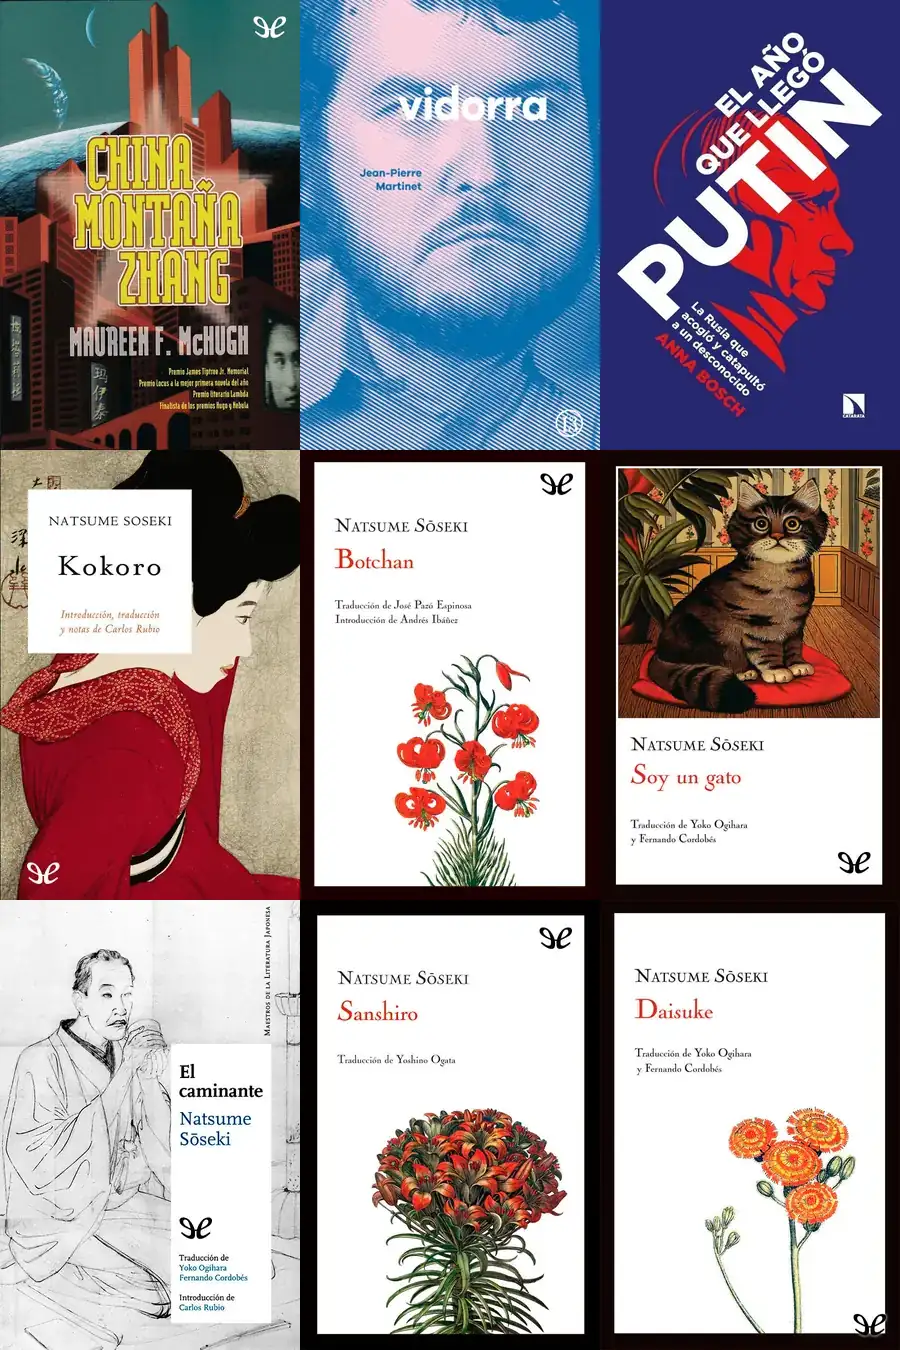 CHINA
MONTAÑA
ZHANG
MAUREEN F. McHUGH
Premio James Tiptree Jr. Memorial
Premio Locus a la mejor primera novela del año
Premio literario Lambda
Finalista de los premios Hugo y Nebula
vidorra
Jean-Pierre
Martinet
EL AÑO
QUE LLEGÓ
PUTIN
La Rusia que
acogió y catapultó
a un desconocido
ANNA BOSCH
CATARATA
NATSUME SOSEKI
Kokoro
Introducción, traducción
y notas de Carlos Rubio
NATSUME SŌSEKI
Botchan
Traducción de José Pazó Espinosa
Introducción de Andrés Ibáñez
NATSUME SŌSEKI
Soy un gato
Traducción de Yoko Ogihara
y Fernando Cordobés
MAESTROS DE LA LITERATURA JAPONESA
El
caminante
Natsume
Sōseki
Traducción de
Yoko Ogihara
Fernando Cordobés
Introducción de
Carlos Rubio
NATSUME SŌSEKI
Sanshiro
Traducción de Yoshino Ogata
NATSUME SŌSEKI
Daisuke
Traducción de Yoko Ogihara
y Fernando Cordobés